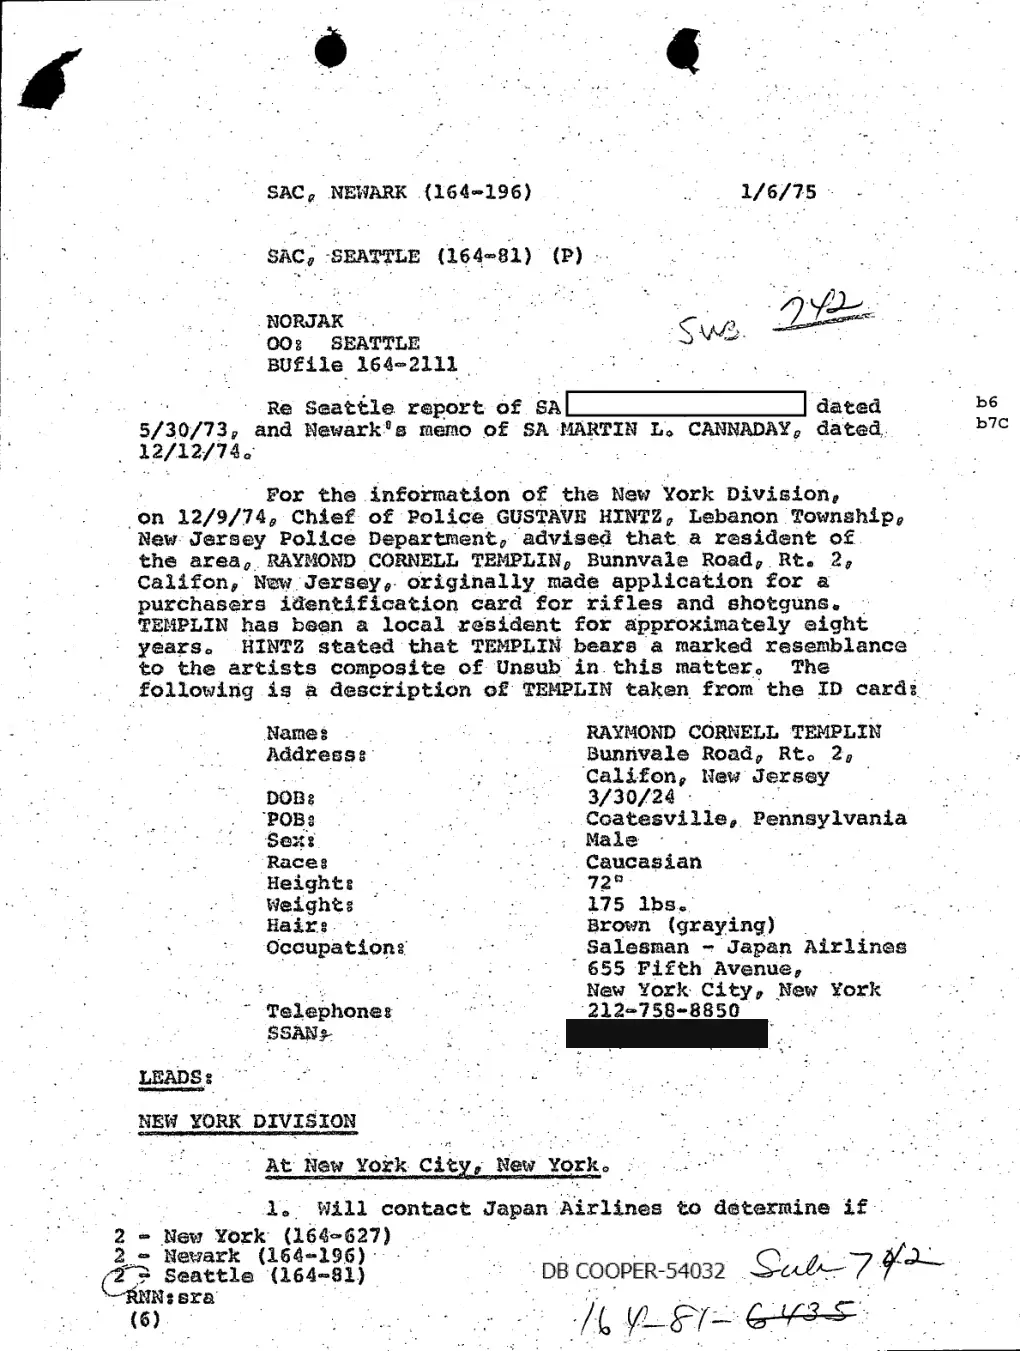 SAC, NEWARK (164-196) 1/6/75
SAC, SEATTLE (164-81) (P)
NORJAK
OO: SEATTLE
BUfile 164-2111
Sub 742
Re Seattle report of SA dated
b6
5/30/73, and Newark's memo of SA MARTIN L. CANNADAY, dated
b7C
12/12/74.
For the information of the New York Division,
on 12/9/74, Chief of Police GUSTAVE HINTZ, Lebanon Township,
New Jersey Police Department, advised that a resident of
the area, RAYMOND CORNELL TEMPLIN, Bunnvale Road, Rt. 2,
Califon, New Jersey, originally made application for a
purchasers identification card for rifles and shotguns.
TEMPLIN has been a local resident for approximately eight
years. HINTZ stated that TEMPLIN bears a marked resemblance
to the artists composite of Unsub in this matter. The
following is a description of TEMPLIN taken from the ID card:
Name: RAYMOND CORNELL TEMPLIN
Address: Bunnvale Road, Rt. 2,
Califon, New Jersey
DOB: 3/30/24
POB: Coatesville, Pennsylvania
Sex: Male
Race: Caucasian
Height: 72"
Weight: 175 lbs.
Hair: Brown (graying)
Occupation: Salesman - Japan Airlines
655 Fifth Avenue,
New York City, New York
Telephone: 212-758-8850
SSAN:
LEADS:
NEW YORK DIVISION
At New York City, New York.
1. Will contact Japan Airlines to determine if
2 - New York (164-627)
2 - Newark (164-196)
2 - Seattle (164-81)
RNN:sra
(6)
DB COOPER-54032
Sub 742
164-81-6435